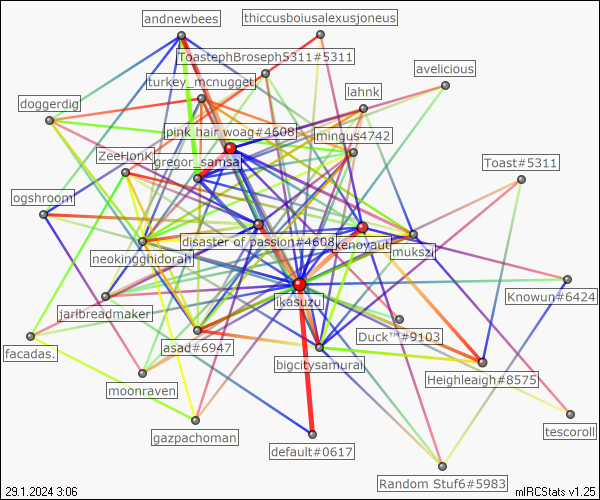 andnewbees
thiccusboiusalexusjoneus
ToastephBroseph5311#5311
avelicious
turkey_mcnugget
lahnk
doggerdig
pink hair woag#4608
mingus4742
ZeeHonK
gregor_samsa
Toast#5311
ogshroom
disaster of passion#4608
kenoyaut
mukszi
neokingghidorah
ikasuzu
Knowun#6424
jarlbreadmaker
Duck™#9103
facadas.
asad#6947
bigcitysamurai
Heighleaigh#8575
moonraven
gazpachoman
tescoroll
default#0617
Random Stuf6#5983
29.1.2024 3:06
mIRCStats v1.25